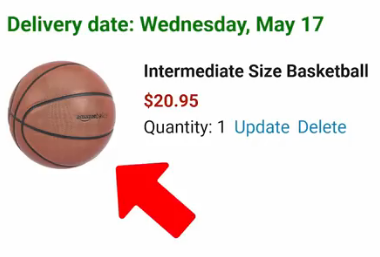 Delivery date: Wednesday, May 17
Intermediate Size Basketball
$20.95
Quantity: 1 Update Delete